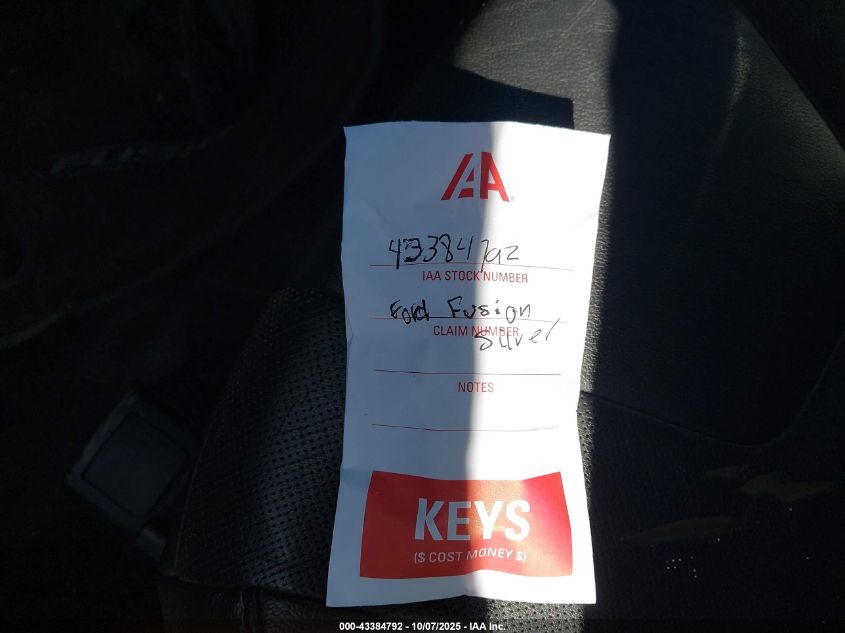 IAA
43384792
IAA STOCK NUMBER
Ford Fusion
CLAIM NUMBER
Silver
NOTES
KEYS
($ COST MONEY $)
000-43384792 - 10/07/2025 - IAA Inc.